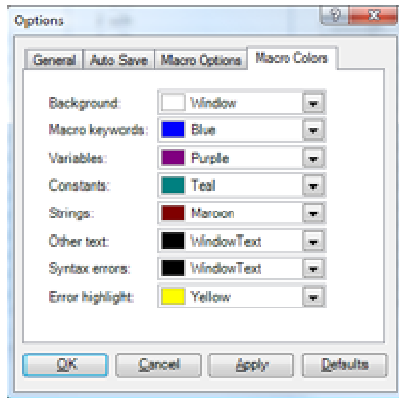 Options
General Auto Save Macro Options Macro Colors
Background: Window
Macro keywords: Blue
Variables: Purple
Constants: Teal
Strings: Maroon
Other text: WindowText
Syntax errors: WindowText
Error highlight: Yellow
OK Cancel Apply Defaults